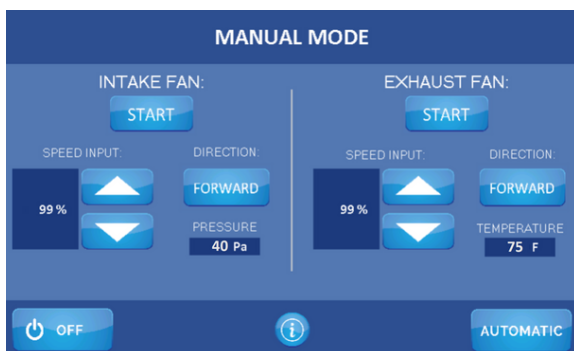 MANUAL MODE
INTAKE FAN:
START
SPEED INPUT:
DIRECTION:
99 %
FORWARD
PRESSURE
40 Pa
EXHAUST FAN:
START
SPEED INPUT:
DIRECTION:
99 %
FORWARD
TEMPERATURE
75 F
OFF
i
AUTOMATIC